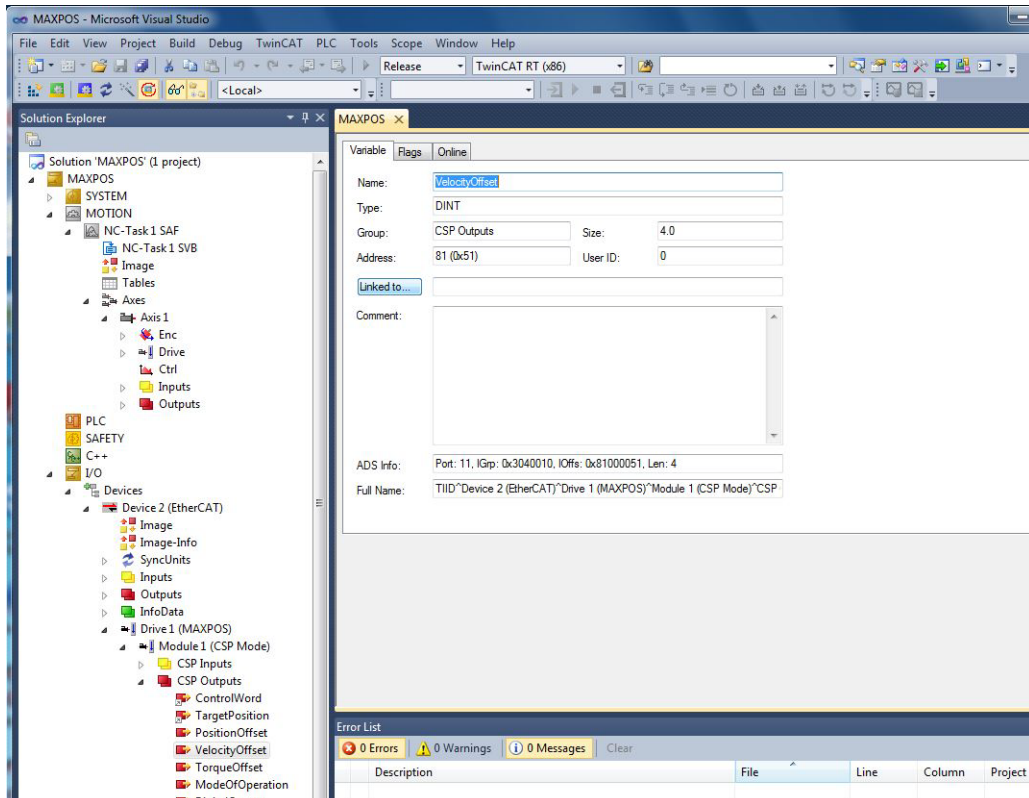 MAXPOS - Microsoft Visual Studio
File Edit View Project Build Debug TwinCAT PLC Tools Scope Window Help
Release TwinCAT RT (x86)
<Local>
Solution Explorer
Solution 'MAXPOS' (1 project)
MAXPOS
SYSTEM
MOTION
NC-Task 1 SAF
NC-Task 1 SVB
Image
Tables
Axes
Axis 1
Enc
Drive
Ctrl
Inputs
Outputs
PLC
SAFETY
C++
I/O
Devices
Device 2 (EtherCAT)
Image
Image-Info
SyncUnits
Inputs
Outputs
InfoData
Drive 1 (MAXPOS)
Module 1 (CSP Mode)
CSP Inputs
CSP Outputs
ControlWord
TargetPosition
PositionOffset
VelocityOffset
TorqueOffset
ModeOfOperation
MAXPOS
Variable Flags Online
Name: VelocityOffset
Type: DINT
Group: CSP Outputs Size: 4.0
Address: 81 (0x51) User ID: 0
Linked to...
Comment:
ADS Info: Port: 11, IGrp: 0x3040010, IOffs: 0x81000051, Len: 4
Full Name: TIID^Device 2 (EtherCAT)^Drive 1 (MAXPOS)^Module 1 (CSP Mode)^CSP
Error List
0 Errors 0 Warnings 0 Messages Clear
Description File Line Column Project